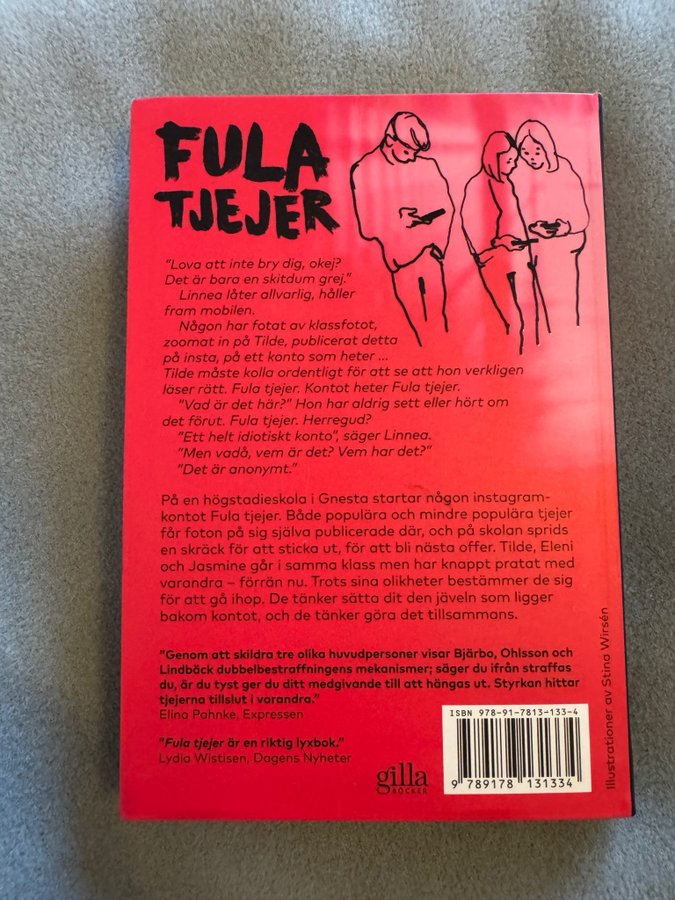 FULA
TJEJER
"Lova att inte bry dig, okej?
Det är bara en skitdum grej."
Linnea låter allvarlig, håller
fram mobilen.
Någon har fotat av klassfotot,
zoomat in på Tilde, publicerat detta
på insta, på ett konto som heter ...
Tilde måste kolla ordentligt för att se att hon verkligen
läser rätt. Fula tjejer. Kontot heter Fula tjejer.
"Vad är det här?" Hon har aldrig sett eller hört om
det förut. Fula tjejer. Herregud?
"Ett helt idiotiskt konto", säger Linnea.
"Men vadå, vem är det? Vem har det?"
"Det är anonymt."
På en högstadieskola i Gnesta startar någon instagram-
kontot Fula tjejer. Både populära och mindre populära tjejer
får foton på sig själva publicerade där, och på skolan sprids
en skräck för att sticka ut, för att bli nästa offer. Tilde, Eleni
och Jasmine går i samma klass men har knappt pratat med
varandra – förrän nu. Trots sina olikheter bestämmer de sig
för att gå ihop. De tänker sätta dit den jäveln som ligger
bakom kontot, och de tänker göra det tillsammans.
"Genom att skildra tre olika huvudpersoner visar Bjärbo, Ohlsson och
Lindbäck dubbelbestraffningens mekanismer; säger du ifrån straffas
du, är du tyst ger du ditt medgivande till att hängas ut. Styrkan hittar
tjejerna tillslut i varandra."
Elina Pahnke, Expressen
"Fula tjejer är en riktig lyxbok."
Lydia Wistisen, Dagens Nyheter
gilla
BÖCKER
ISBN 978-91-7813-133-4
9 789178 131334
Illustrationer av Stina Wirsén